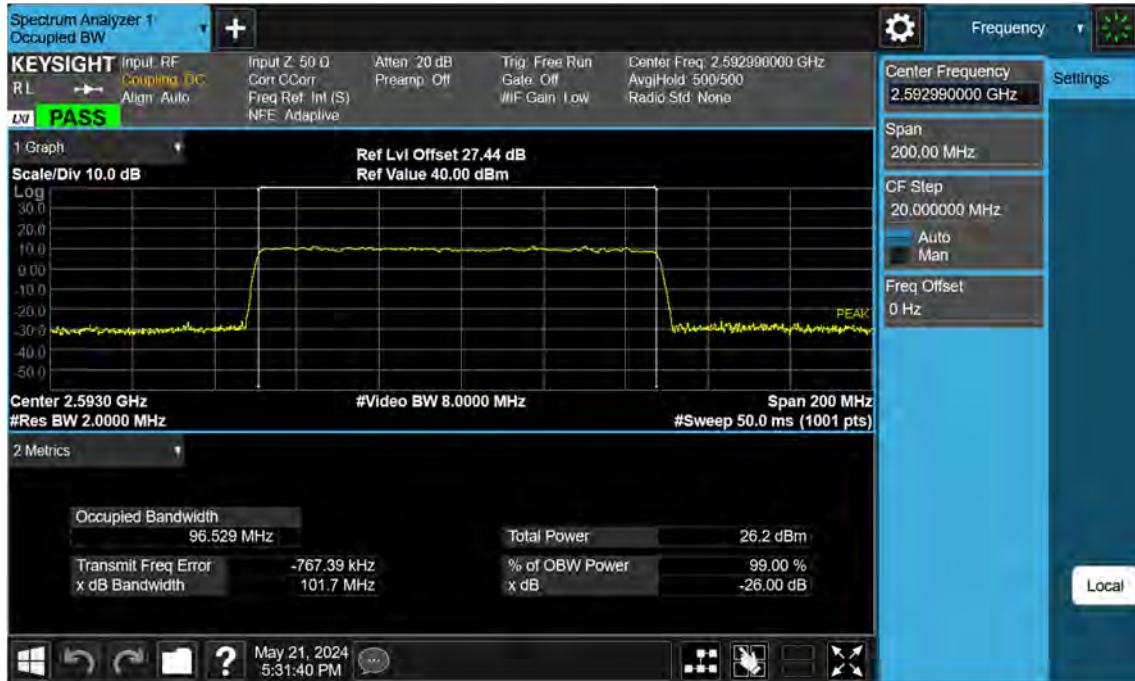 Spectrum Analyzer 1
Occupied BW
+
Frequency
KEYSIGHT
RL
LXI PASS
Input: RF
Coupling: DC
Align: Auto
Input Z: 50 Ω
Corr CCorr
Freq Ref: Int (S)
NFE: Adaptive
Atten: 20 dB
Preamp: Off
Trig: Free Run
Gate: Off
#IF Gain: Low
Center Freq: 2.592990000 GHz
Avg|Hold: 500/500
Radio Std: None
Center Frequency
2.592990000 GHz
Settings
Span
200.00 MHz
CF Step
20.000000 MHz
Auto
Man
Freq Offset
0 Hz
1 Graph
Scale/Div 10.0 dB
Ref Lvl Offset 27.44 dB
Ref Value 40.00 dBm
Log
30.0
20.0
10.0
0.00
-10.0
-20.0
-30.0
-40.0
-50.0
PEAK
Center 2.5930 GHz
#Video BW 8.0000 MHz
Span 200 MHz
#Res BW 2.0000 MHz
#Sweep 50.0 ms (1001 pts)
2 Metrics
Occupied Bandwidth
96.529 MHz
Total Power 26.2 dBm
Transmit Freq Error -767.39 kHz
% of OBW Power 99.00 %
x dB Bandwidth 101.7 MHz
x dB -26.00 dB
Local
?
May 21, 2024
5:31:40 PM